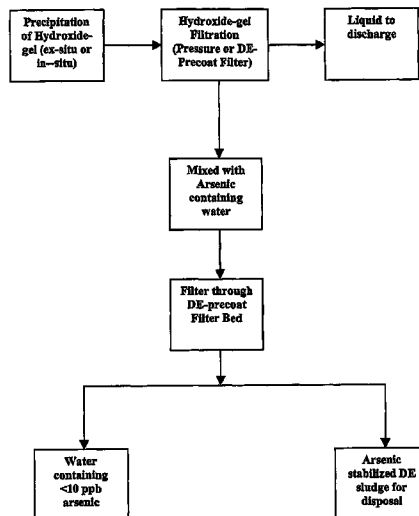 Precipitation
of Hydroxide-
gel (ex-situ or
in--situ)
Hydroxide-gel
Filtration
(Pressure or DE-
Precoat Filter)
Liquid to
discharge
Mixed with
Arsenic
containing
water
Filter through
DE-precoat
Filter Bed
Water
containing
<10 ppb
arsenic
Arsenic
stabilized DE
sludge for
disposal